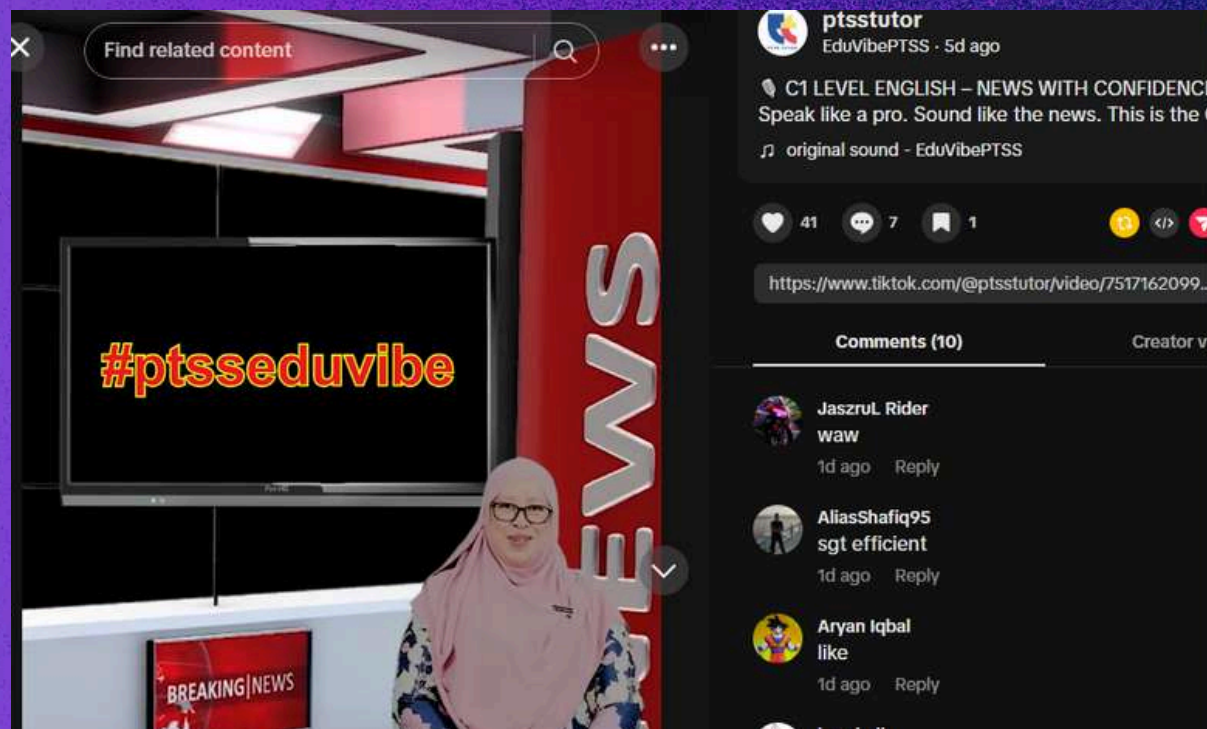 Find related content
#ptsseduvibe
NEWS
BREAKING|NEWS
ptsstutor
EduVibePTSS · 5d ago
🎙 C1 LEVEL ENGLISH – NEWS WITH CONFIDENC
Speak like a pro. Sound like the news. This is the
♫ original sound - EduVibePTSS
41 7 1
https://www.tiktok.com/@ptsstutor/video/7517162099...
Comments (10) Creator v
JaszruL Rider
waw
1d ago Reply
AliasShafiq95
sgt efficient
1d ago Reply
Aryan Iqbal
like
1d ago Reply